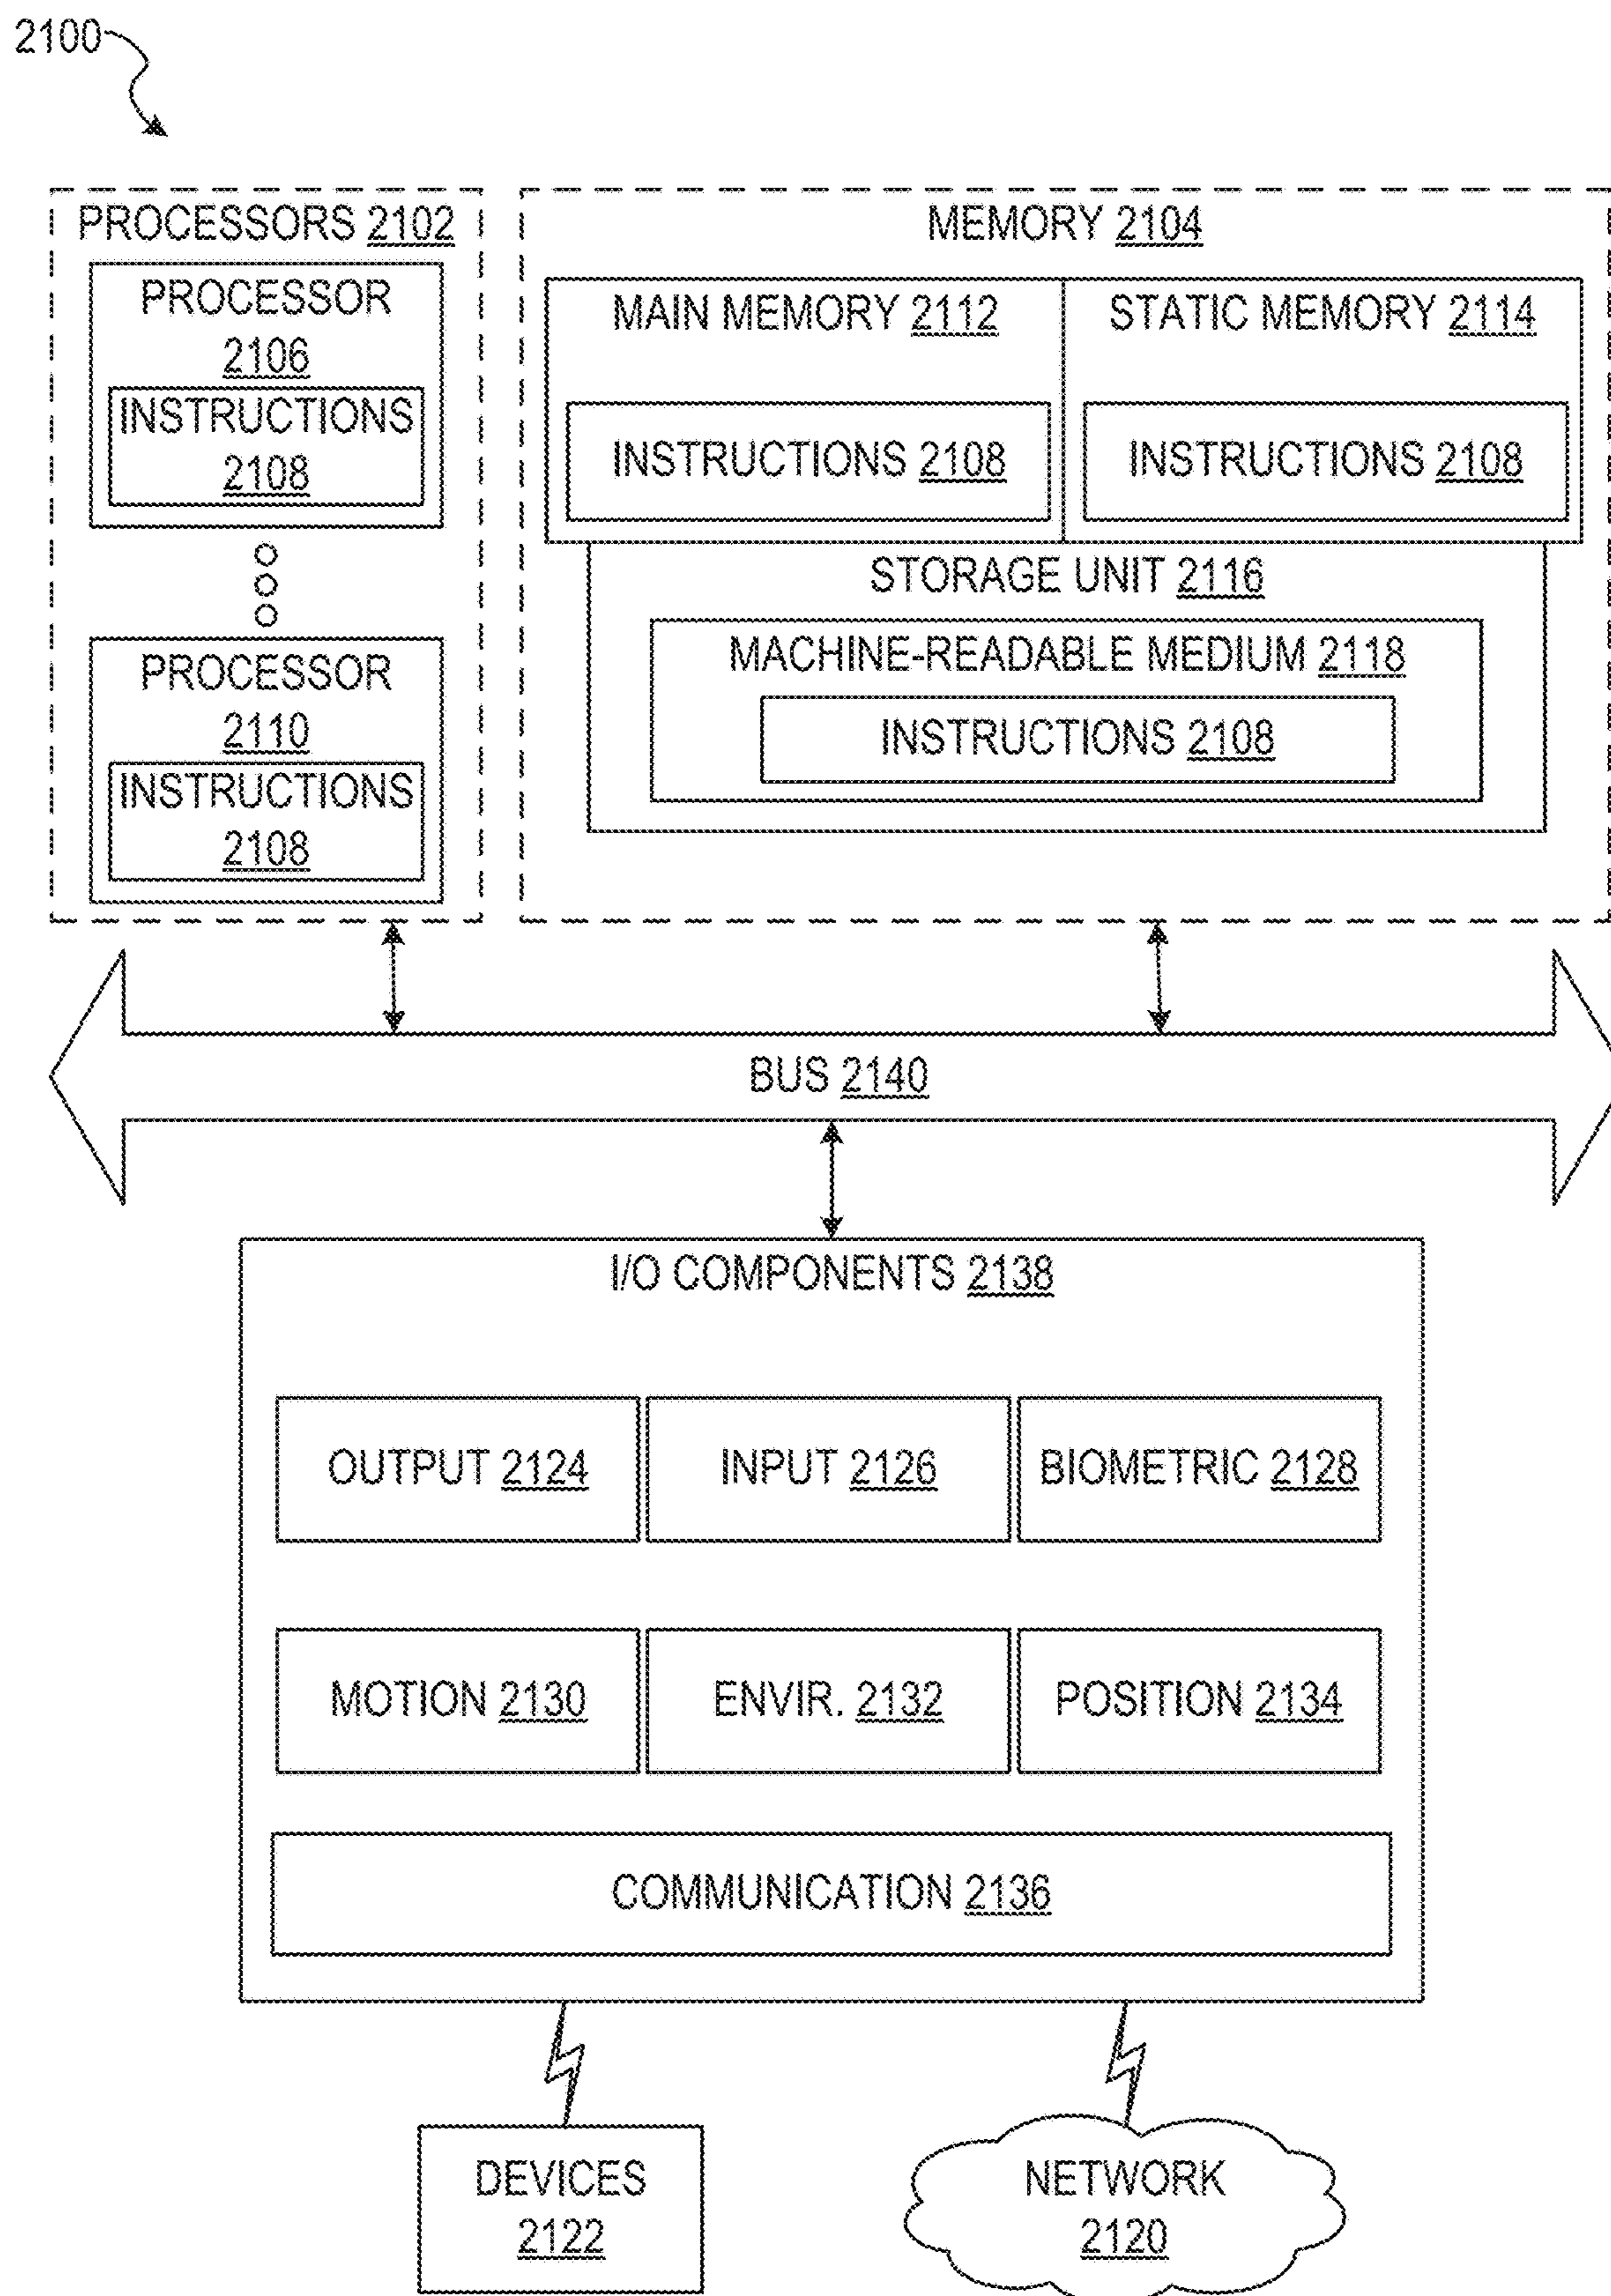 2100
PROCESSORS 2102
PROCESSOR
2106
INSTRUCTIONS
2108
PROCESSOR
2110
INSTRUCTIONS
2108
MEMORY 2104
MAIN MEMORY 2112
INSTRUCTIONS 2108
STATIC MEMORY 2114
INSTRUCTIONS 2108
STORAGE UNIT 2116
MACHINE-READABLE MEDIUM 2118
INSTRUCTIONS 2108
BUS 2140
I/O COMPONENTS 2138
OUTPUT 2124
INPUT 2126
BIOMETRIC 2128
MOTION 2130
ENVIR. 2132
POSITION 2134
COMMUNICATION 2136
DEVICES
2122
NETWORK
2120